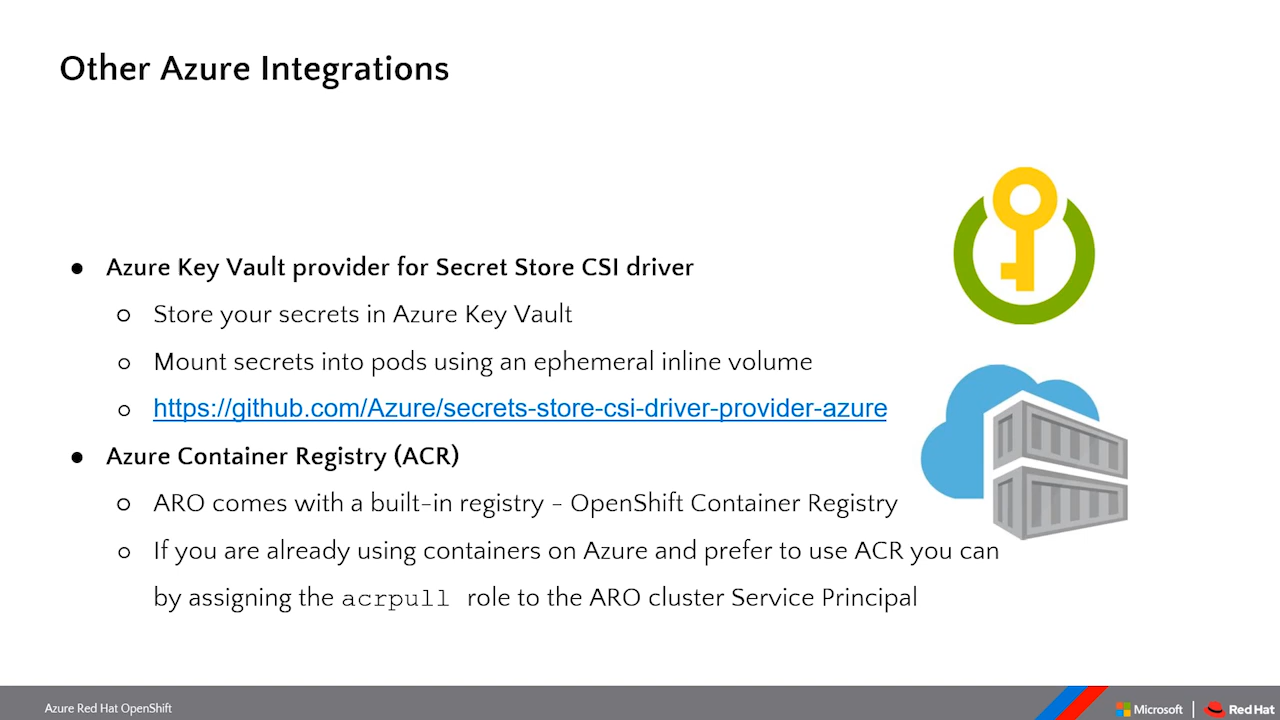 Other Azure Integrations
● Azure Key Vault provider for Secret Store CSI driver
○ Store your secrets in Azure Key Vault
○ Mount secrets into pods using an ephemeral inline volume
○ https://github.com/Azure/secrets-store-csi-driver-provider-azure
● Azure Container Registry (ACR)
○ ARO comes with a built-in registry - OpenShift Container Registry
○ If you are already using containers on Azure and prefer to use ACR you can
by assigning the acrpull role to the ARO cluster Service Principal
Azure Red Hat OpenShift
Microsoft | Red Hat